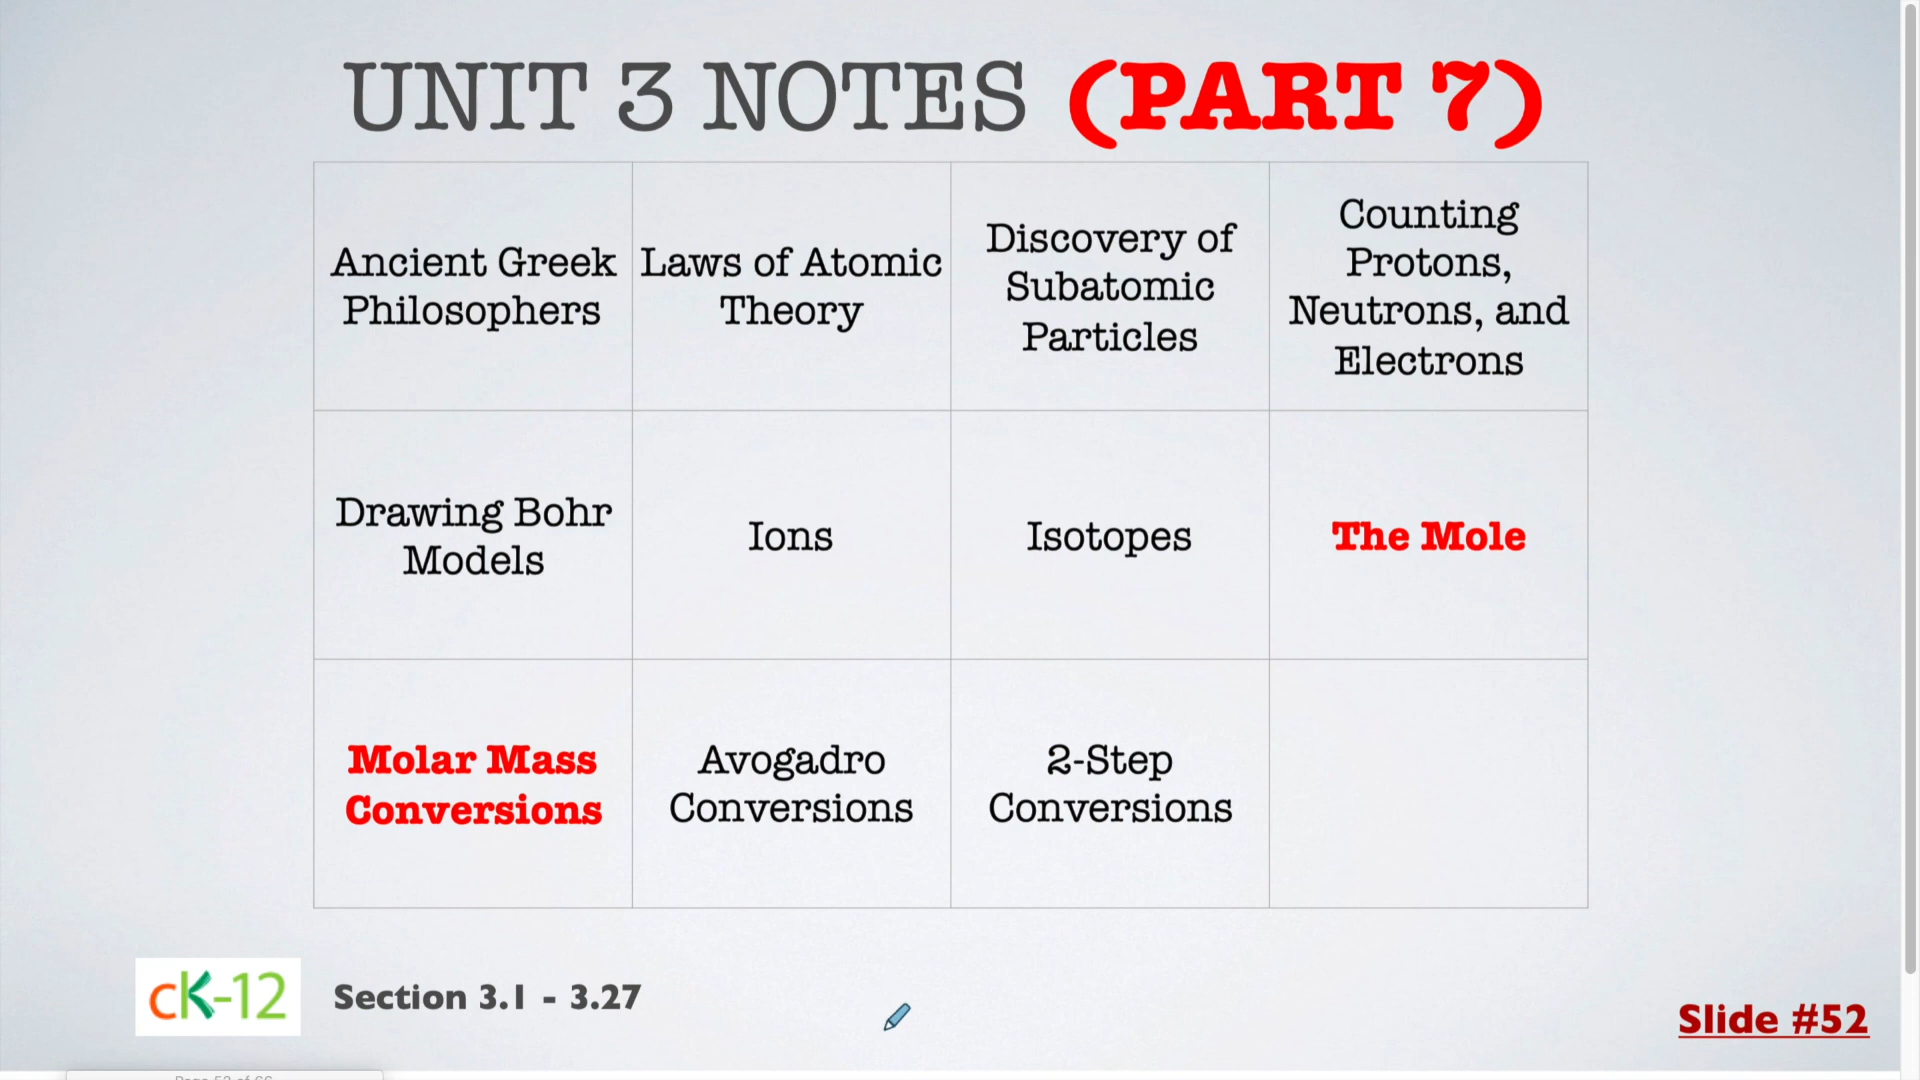 UNIT 3 NOTES (PART 7)
Ancient Greek
Philosophers
Laws of Atomic
Theory
Discovery of
Subatomic
Particles
Counting
Protons,
Neutrons, and
Electrons
Drawing Bohr
Models
Ions
Isotopes
The Mole
Molar Mass
Conversions
Avogadro
Conversions
2-Step
Conversions
cK-12
Section 3.1 - 3.27
Slide #52